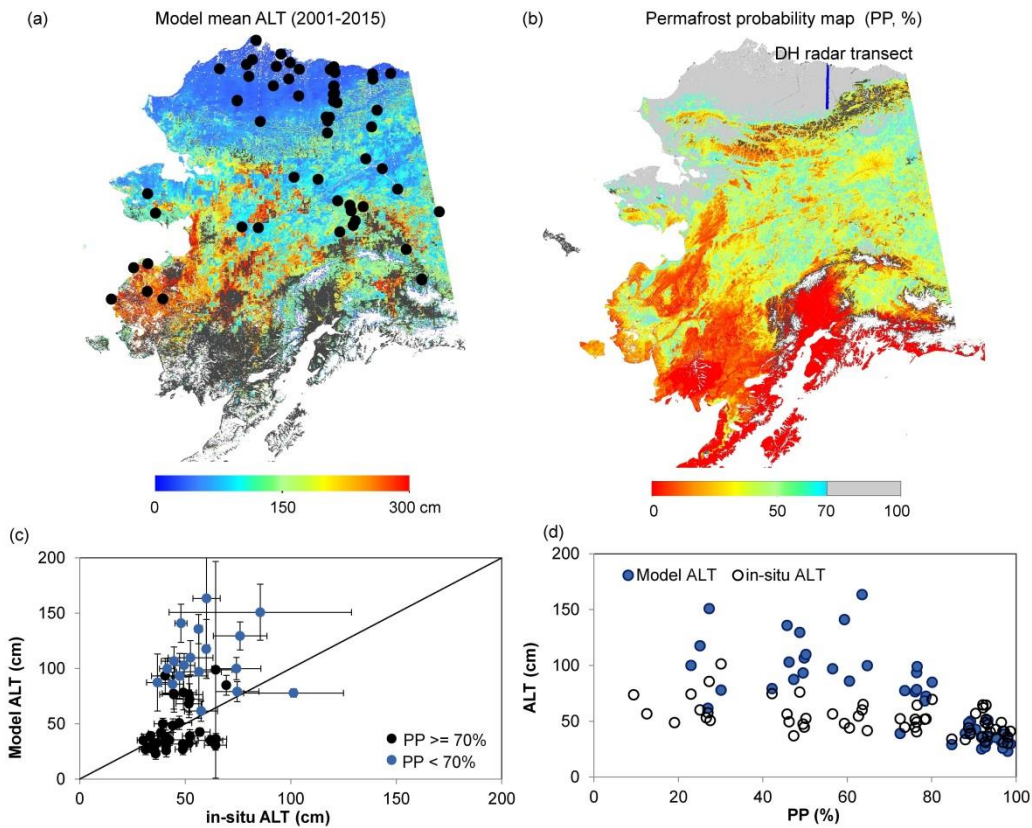 (a) Model mean ALT (2001-2015)
(b) Permafrost probability map (PP, %)
DH radar transect
0 150 300 cm
0 50 70 100
(c)
Model ALT (cm)
200
150
100
50
0
PP >= 70%
PP < 70%
0 50 100 150 200
in-situ ALT (cm)
(d)
ALT (cm)
200
150
100
50
0
Model ALT in-situ ALT
0 20 40 60 80 100
PP (%)